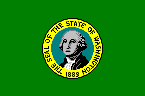 THE SEAL OF THE STATE OF WASHINGTON
1889